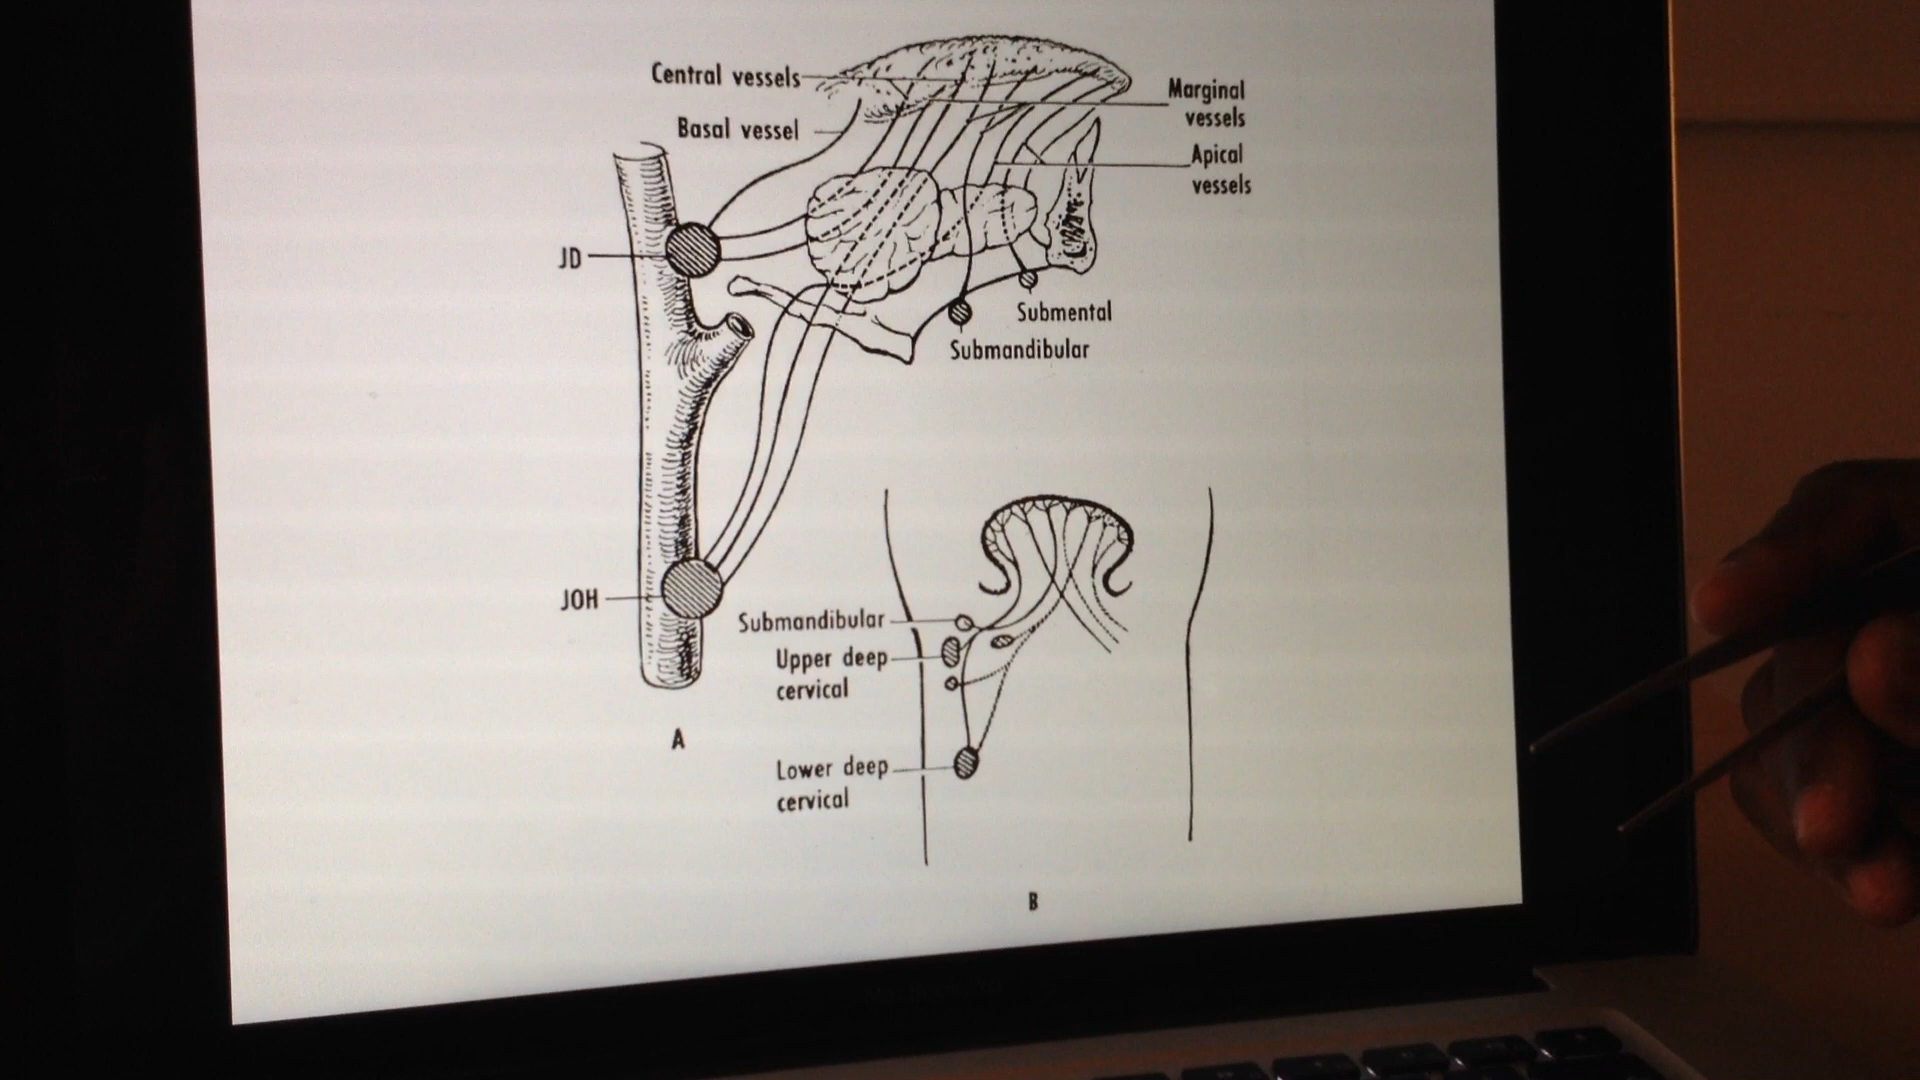 Central vessels
Basal vessel
Marginal
vessels
Apical
vessels
JD
Submental
Submandibular
JOH
Submandibular
Upper deep
cervical
Lower deep
cervical
A
B